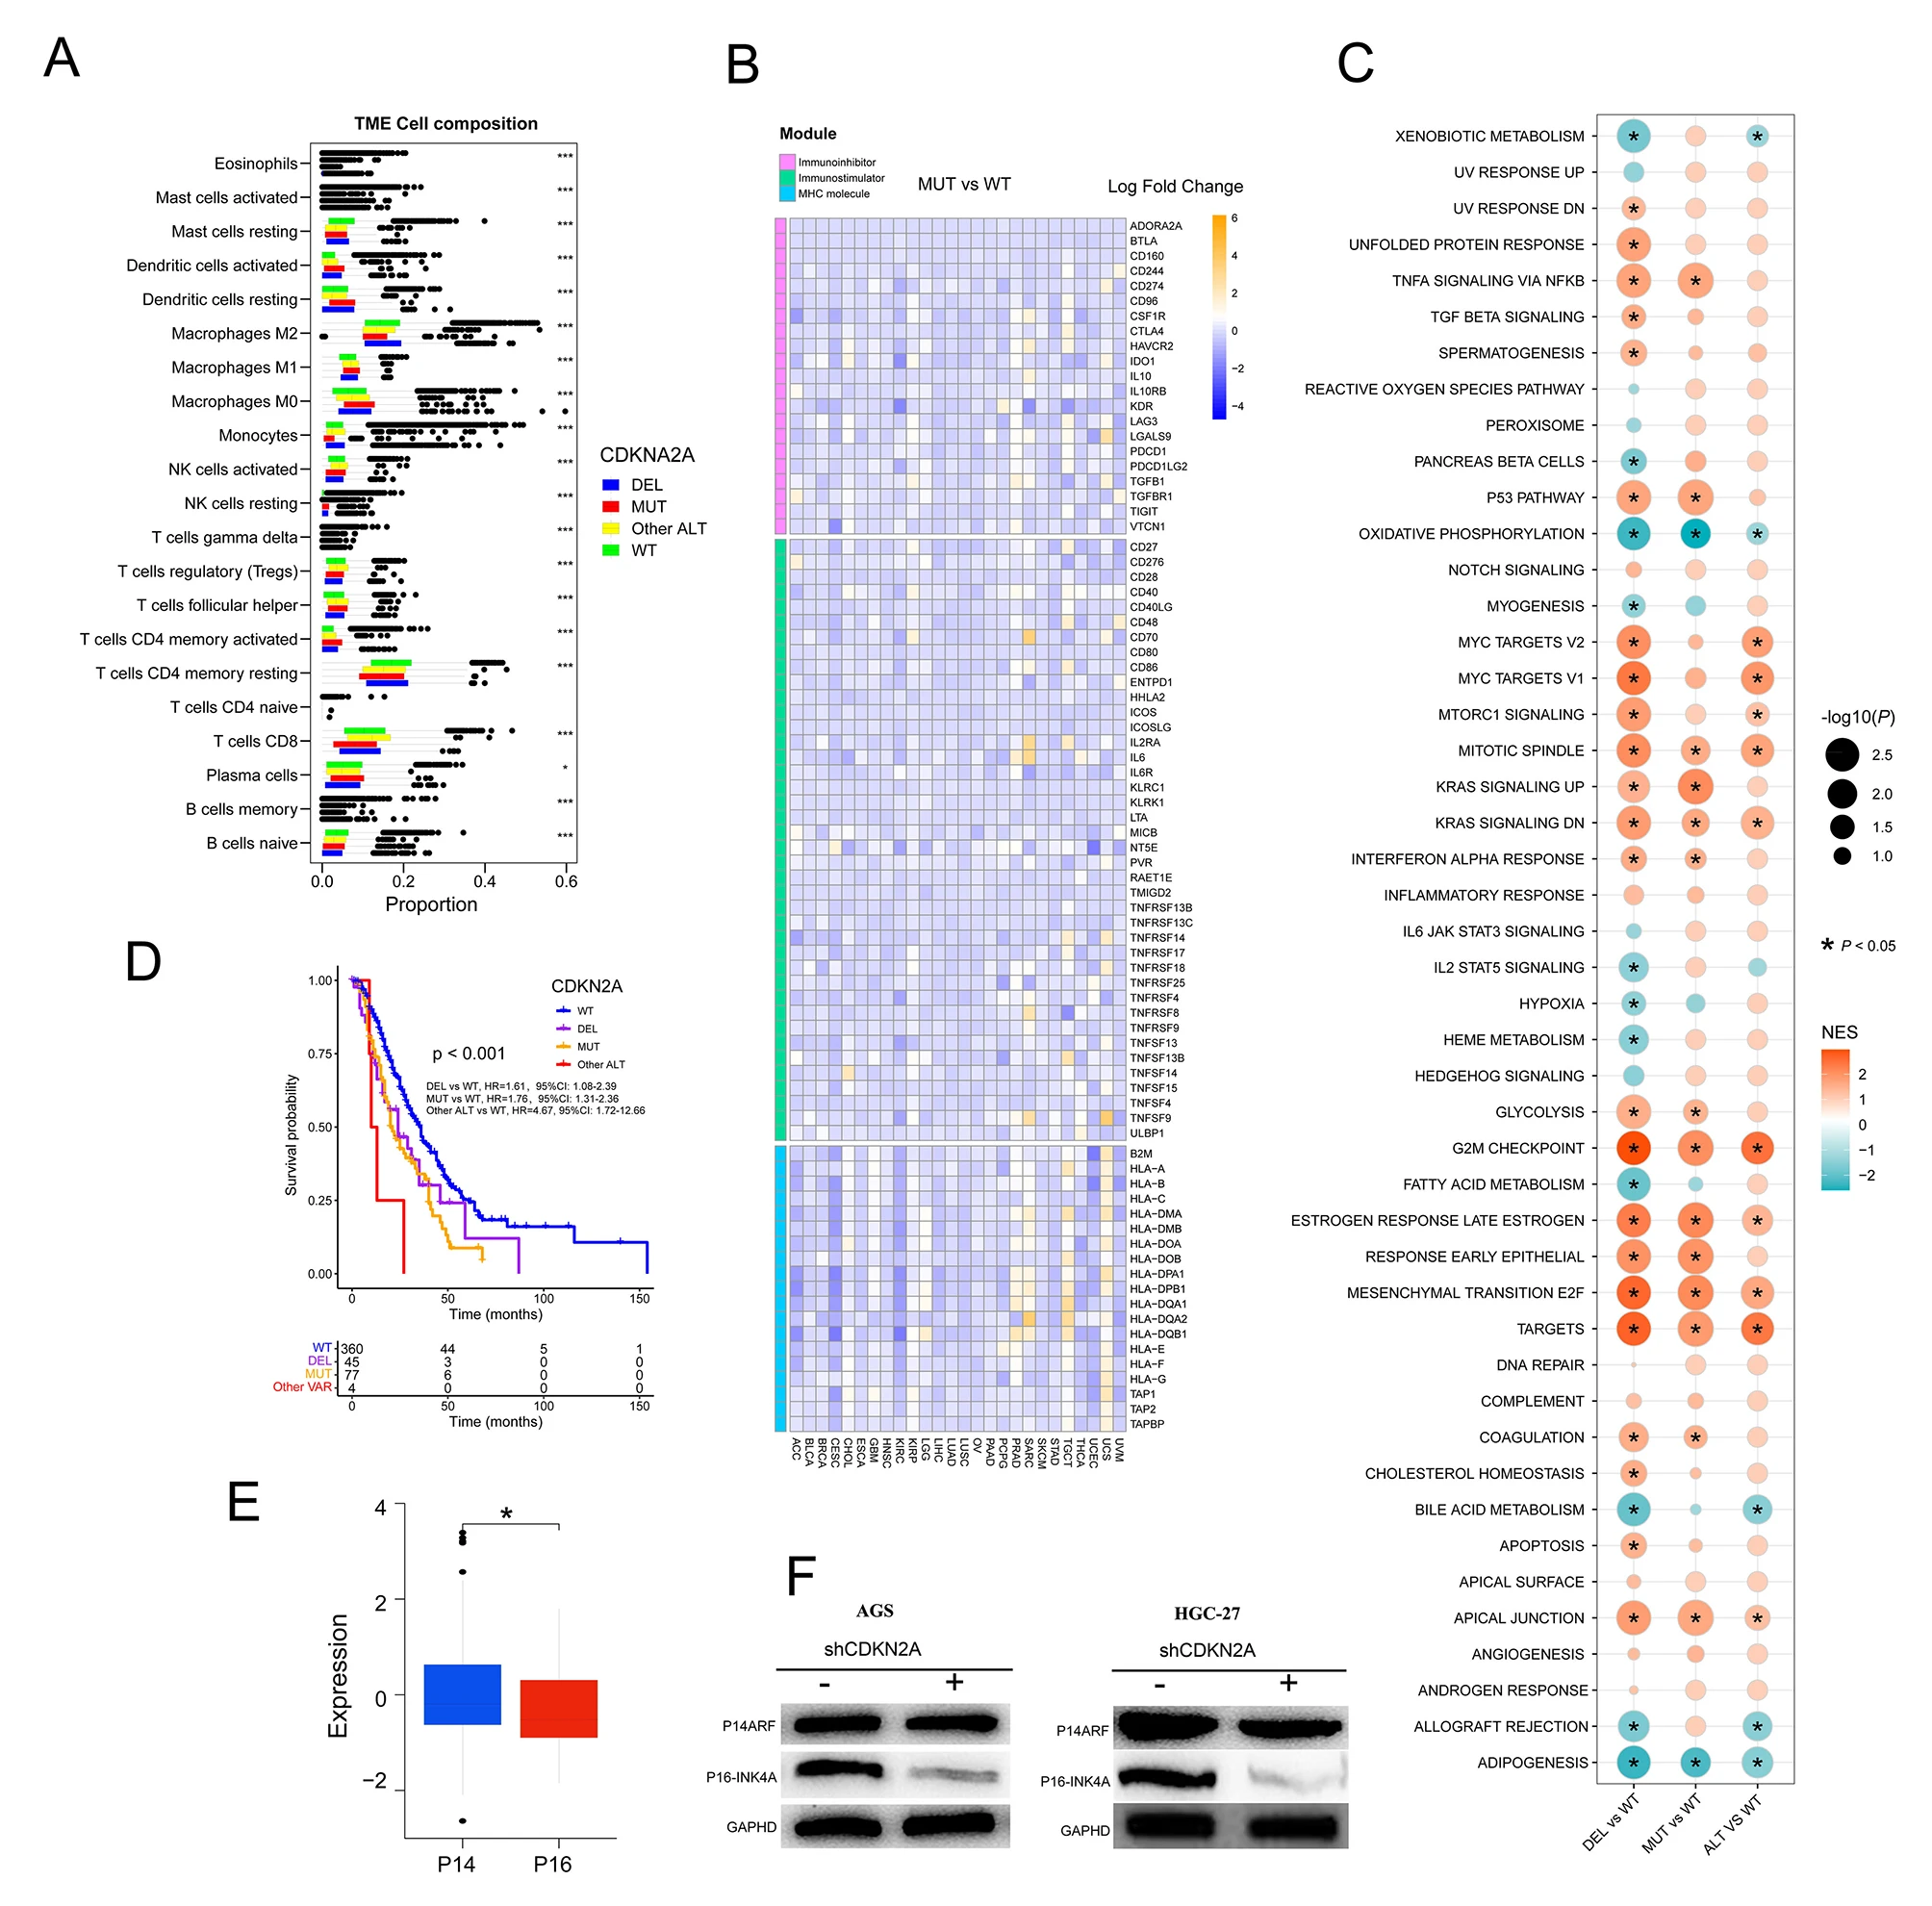 A
TME Cell composition
Eosinophils
***
Mast cells activated
***
Mast cells resting
***
Dendritic cells activated
***
Dendritic cells resting
***
Macrophages M2
***
Macrophages M1
***
Macrophages M0
***
Monocytes
***
NK cells activated
***
NK cells resting
***
T cells gamma delta
***
T cells regulatory (Tregs)
***
T cells follicular helper
***
T cells CD4 memory activated
***
T cells CD4 memory resting
***
T cells CD4 naive
T cells CD8
***
Plasma cells
*
B cells memory
***
B cells naive
***
0.0 0.2 0.4 0.6
Proportion
CDKNA2A
DEL
MUT
Other ALT
WT
B
Module
Immunoinhibitor
Immunostimulator
MHC molecule
MUT vs WT
Log Fold Change
6
4
2
0
−2
−4
ADORA2A
BTLA
CD160
CD244
CD274
CD96
CSF1R
CTLA4
HAVCR2
IDO1
IL10
IL10RB
KDR
LAG3
LGALS9
PDCD1
PDCD1LG2
TGFB1
TGFBR1
TIGIT
VTCN1
CD27
CD276
CD28
CD40
CD40LG
CD48
CD70
CD80
CD86
ENTPD1
HHLA2
ICOS
ICOSLG
IL2RA
IL6
IL6R
KLRC1
KLRK1
LTA
MICB
NT5E
PVR
RAET1E
TMIGD2
TNFRSF13B
TNFRSF13C
TNFRSF14
TNFRSF17
TNFRSF18
TNFRSF25
TNFRSF4
TNFRSF8
TNFRSF9
TNFSF13
TNFSF13B
TNFSF14
TNFSF15
TNFSF4
TNFSF9
ULBP1
B2M
HLA−A
HLA−B
HLA−C
HLA−DMA
HLA−DMB
HLA−DOA
HLA−DOB
HLA−DPA1
HLA−DPB1
HLA−DQA1
HLA−DQA2
HLA−DQB1
HLA−E
HLA−F
HLA−G
TAP1
TAP2
TAPBP
ACC BLCA BRCA CESC CHOL ESCA GBM HNSC KIRC KIRP LGG LIHC LUAD LUSC OV PAAD PCPG PRAD SARC SKCM STAD TGCT THCA UCEC UCS UVM
C
XENOBIOTIC METABOLISM * *
UV RESPONSE UP
UV RESPONSE DN *
UNFOLDED PROTEIN RESPONSE *
TNFA SIGNALING VIA NFKB * *
TGF BETA SIGNALING *
SPERMATOGENESIS *
REACTIVE OXYGEN SPECIES PATHWAY
PEROXISOME
PANCREAS BETA CELLS *
P53 PATHWAY * *
OXIDATIVE PHOSPHORYLATION * * *
NOTCH SIGNALING
MYOGENESIS *
MYC TARGETS V2 * *
MYC TARGETS V1 * *
MTORC1 SIGNALING * *
MITOTIC SPINDLE * * *
KRAS SIGNALING UP * *
KRAS SIGNALING DN * * *
INTERFERON ALPHA RESPONSE * *
INFLAMMATORY RESPONSE
IL6 JAK STAT3 SIGNALING
IL2 STAT5 SIGNALING *
HYPOXIA *
HEME METABOLISM *
HEDGEHOG SIGNALING
GLYCOLYSIS * *
G2M CHECKPOINT * * *
FATTY ACID METABOLISM *
ESTROGEN RESPONSE LATE ESTROGEN * * *
RESPONSE EARLY EPITHELIAL * *
MESENCHYMAL TRANSITION E2F * * *
TARGETS * * *
DNA REPAIR
COMPLEMENT
COAGULATION * *
CHOLESTEROL HOMEOSTASIS *
BILE ACID METABOLISM * *
APOPTOSIS *
APICAL SURFACE
APICAL JUNCTION * * *
ANGIOGENESIS
ANDROGEN RESPONSE
ALLOGRAFT REJECTION * *
ADIPOGENESIS * * *
DEL vs WT
MUT vs WT
ALT VS WT
-log10(P)
2.5
2.0
1.5
1.0
* P < 0.05
NES
2
1
0
−1
−2
D
CDKN2A
WT
DEL
MUT
Other ALT
p < 0.001
DEL vs WT, HR=1.61, 95%CI: 1.08-2.39
MUT vs WT, HR=1.76, 95%CI: 1.31-2.36
Other ALT vs WT, HR=4.67, 95%CI: 1.72-12.66
Survival probability
1.00
0.75
0.50
0.25
0.00
0 50 100 150
Time (months)
WT 360 44 5 1
DEL 45 3 0 0
MUT 77 6 0 0
Other VAR 4 0 0 0
0 50 100 150
Time (months)
E
Expression
4
2
0
−2
*
P14 P16
F
AGS
shCDKN2A
- +
P14ARF
P16-INK4A
GAPHD
HGC-27
shCDKN2A
- +
P14ARF
P16-INK4A
GAPHD